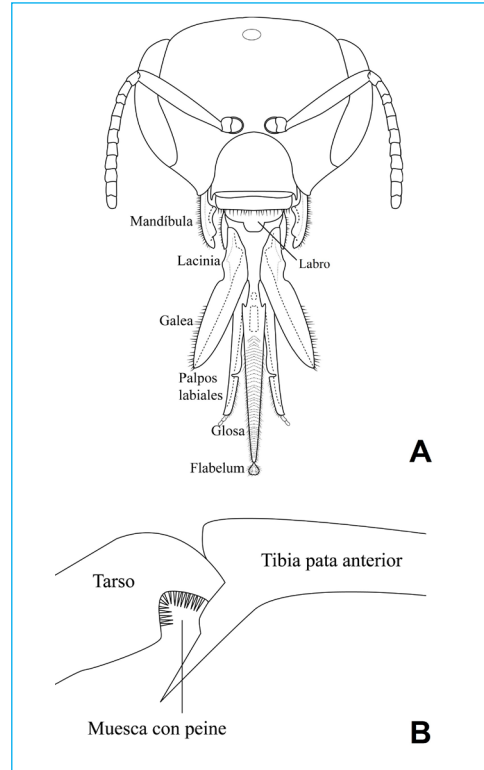 Mandíbula
Labro
Lacinia
Galea
Palpos
labiales
Glosa
Flabelum
A
Tarso
Tibia pata anterior
Muesca con peine
B